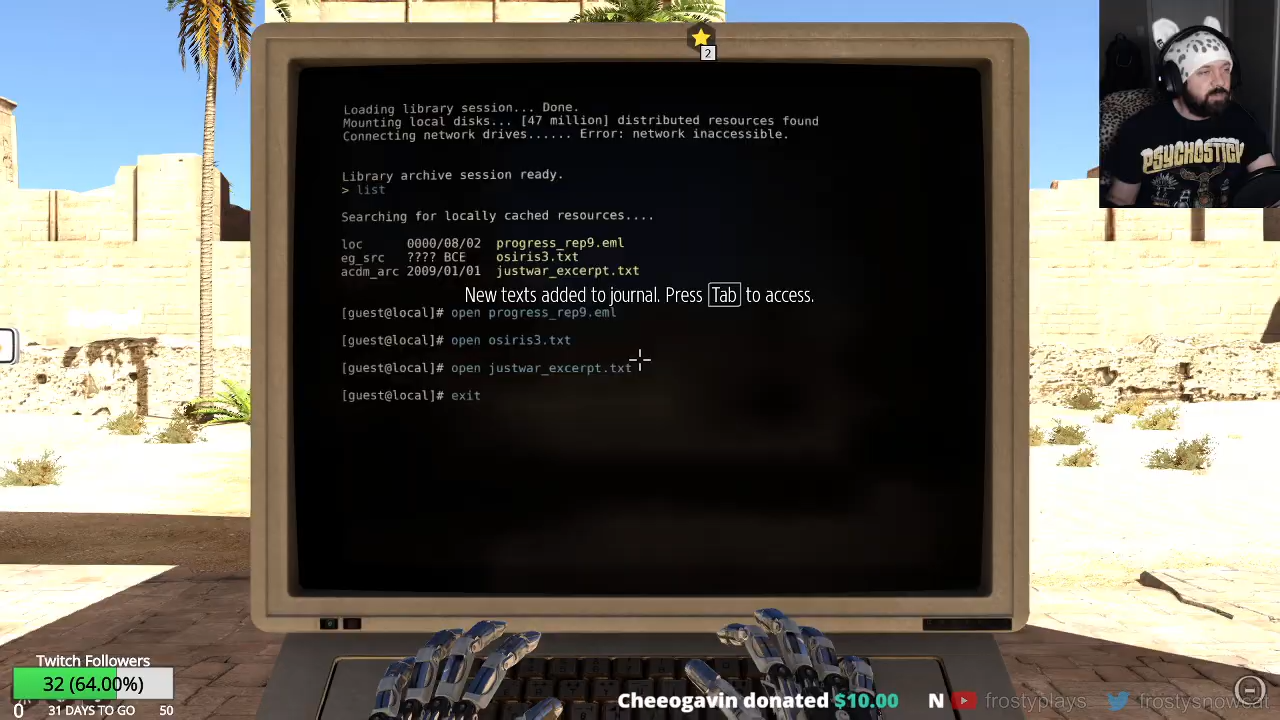 2
Loading library session... Done.
Mounting local disks... [47 million] distributed resources found
Connecting network drives...... Error: network inaccessible.
Library archive session ready.
> list
Searching for locally cached resources....
loc 0000/08/02 progress_rep9.eml
eg_src ???? BCE osiris3.txt
acdm_arc 2009/01/01 justwar_excerpt.txt
New texts added to journal. Press Tab to access.
[guest@local]# open progress_rep9.eml
[guest@local]# open osiris3.txt
[guest@local]# open justwar_excerpt.txt
[guest@local]# exit
PSYCHOSTICK
Twitch Followers
32 (64.00%)
0 31 DAYS TO GO 50
Cheeogavin donated $10.00 N frostyplays frostysnowcat